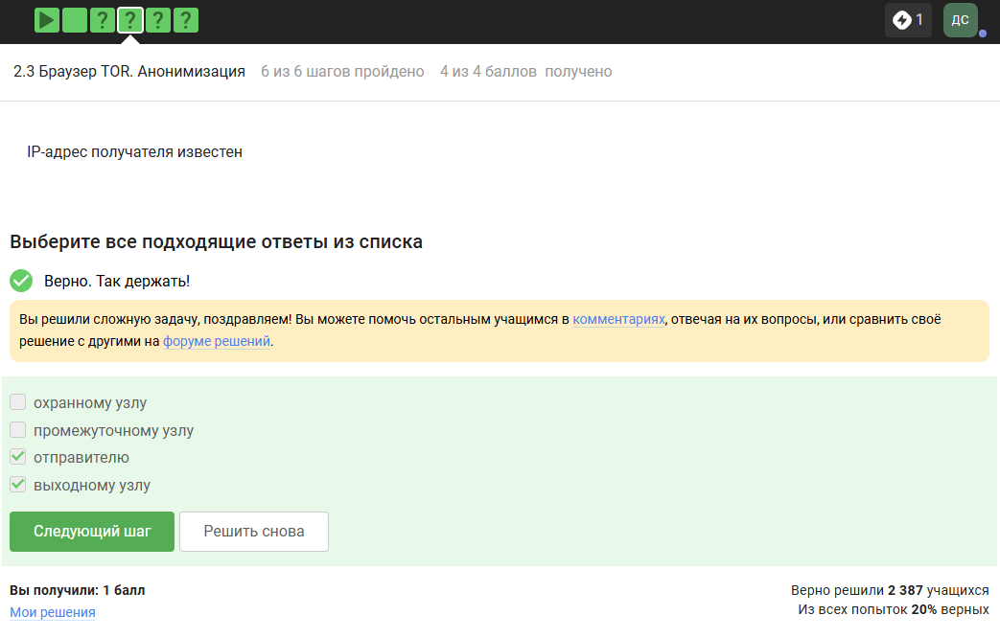 ? ? ? ?
1
ДС
2.3 Браузер TOR. Анонимизация 6 из 6 шагов пройдено 4 из 4 баллов получено
IP-адрес получателя известен
Выберите все подходящие ответы из списка
Верно. Так держать!
Вы решили сложную задачу, поздравляем! Вы можете помочь остальным учащимся в комментариях, отвечая на их вопросы, или сравнить своё
решение с другими на форуме решений.
охранному узлу
промежуточному узлу
отправителю
выходному узлу
Следующий шаг Решить снова
Вы получили: 1 балл
Мои решения
Верно решили 2 387 учащихся
Из всех попыток 20% верных